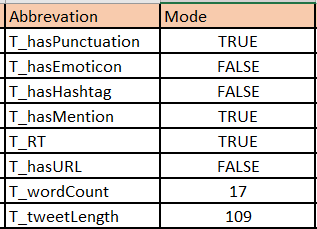 Abbrevation Mode
T_hasPunctuation TRUE
T_hasEmoticon FALSE
T_hasHashtag FALSE
T_hasMention TRUE
T_RT TRUE
T_hasURL FALSE
T_wordCount 17
T_tweetLength 109